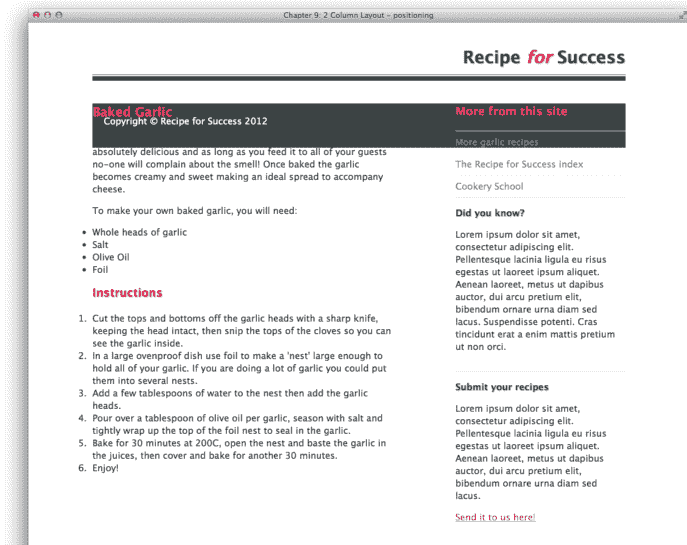 Chapter 9: 2 Column Layout - positioning
Recipe for Success
Baked Garlic
Copyright © Recipe for Success 2012
absolutely delicious and as long as you feed it to all of your guests
no-one will complain about the smell! Once baked the garlic
becomes creamy and sweet making an ideal spread to accompany
cheese.
To make your own baked garlic, you will need:
• Whole heads of garlic
• Salt
• Olive Oil
• Foil
Instructions
1. Cut the tops and bottoms off the garlic heads with a sharp knife,
keeping the head intact, then snip the tops of the cloves so you can
see the garlic inside.
2. In a large ovenproof dish use foil to make a 'nest' large enough to
hold all of your garlic. If you are doing a lot of garlic you could put
them into several nests.
3. Add a few tablespoons of water to the nest then add the garlic
heads.
4. Pour over a tablespoon of olive oil per garlic, season with salt and
tightly wrap up the top of the foil nest to seal in the garlic.
5. Bake for 30 minutes at 200C, open the nest and baste the garlic in
the juices, then cover and bake for another 30 minutes.
6. Enjoy!
More from this site
More garlic recipes
The Recipe for Success index
Cookery School
Did you know?
Lorem ipsum dolor sit amet,
consectetur adipiscing elit.
Pellentesque lacinia ligula eu risus
egestas ut laoreet ipsum aliquet.
Aenean laoreet, metus ut dapibus
auctor, dui arcu pretium elit,
bibendum ornare urna diam sed
lacus. Suspendisse potenti. Cras
tincidunt erat a enim mattis pretium
ut non orci.
Submit your recipes
Lorem ipsum dolor sit amet,
consectetur adipiscing elit.
Pellentesque lacinia ligula eu risus
egestas ut laoreet ipsum aliquet.
Aenean laoreet, metus ut dapibus
auctor, dui arcu pretium elit,
bibendum ornare urna diam sed
lacus.
Send it to us here!